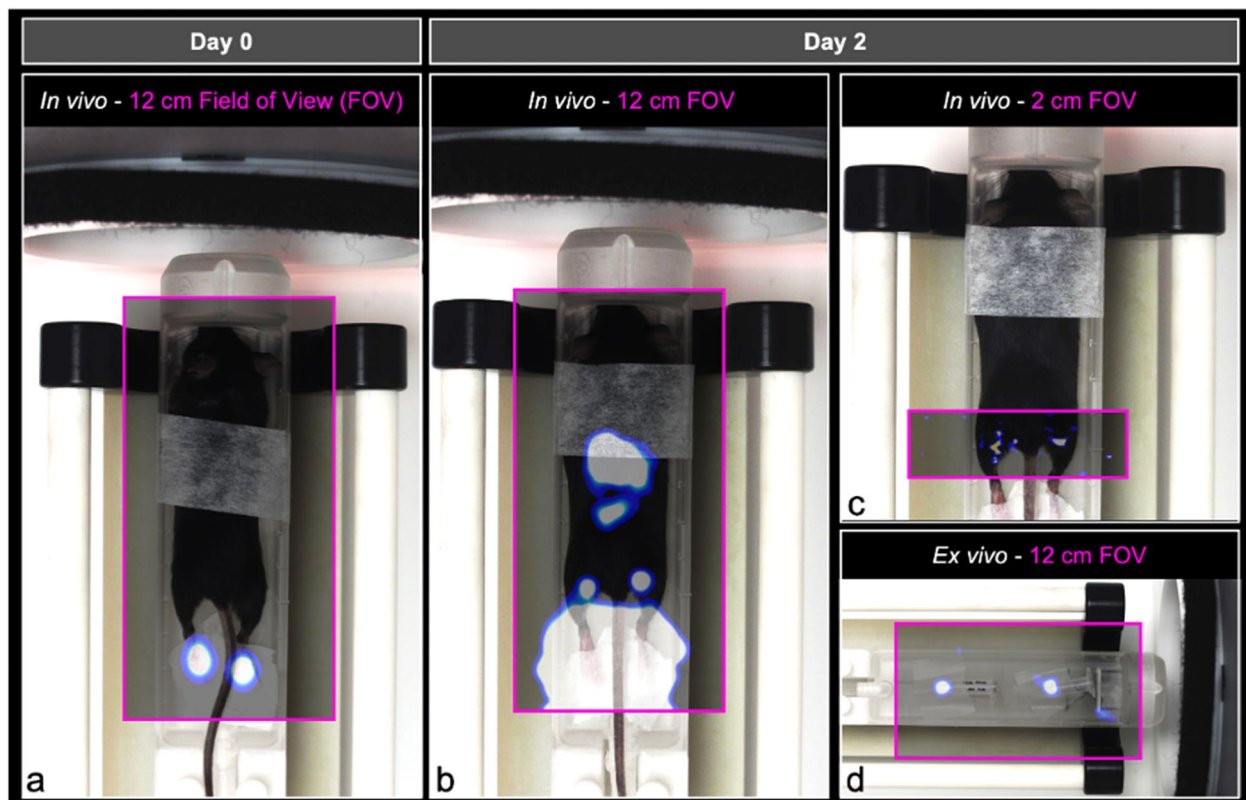 Day 0
Day 2
In vivo - 12 cm Field of View (FOV)
In vivo - 12 cm FOV
In vivo - 2 cm FOV
c
Ex vivo - 12 cm FOV
a
b
d